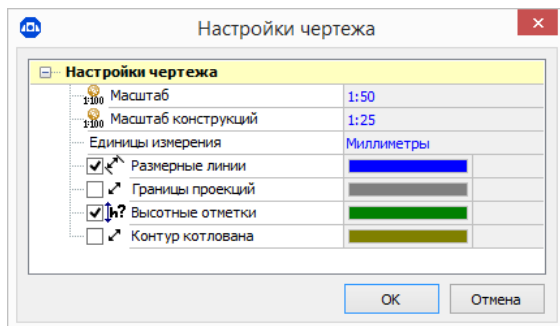 Настройки чертежа
Настройки чертежа
1:100 Масштаб 1:50
1:100 Масштаб конструкций 1:25
Единицы измерения Миллиметры
Размерные линии
Границы проекций
h? Высотные отметки
Контур котлована
OK Отмена